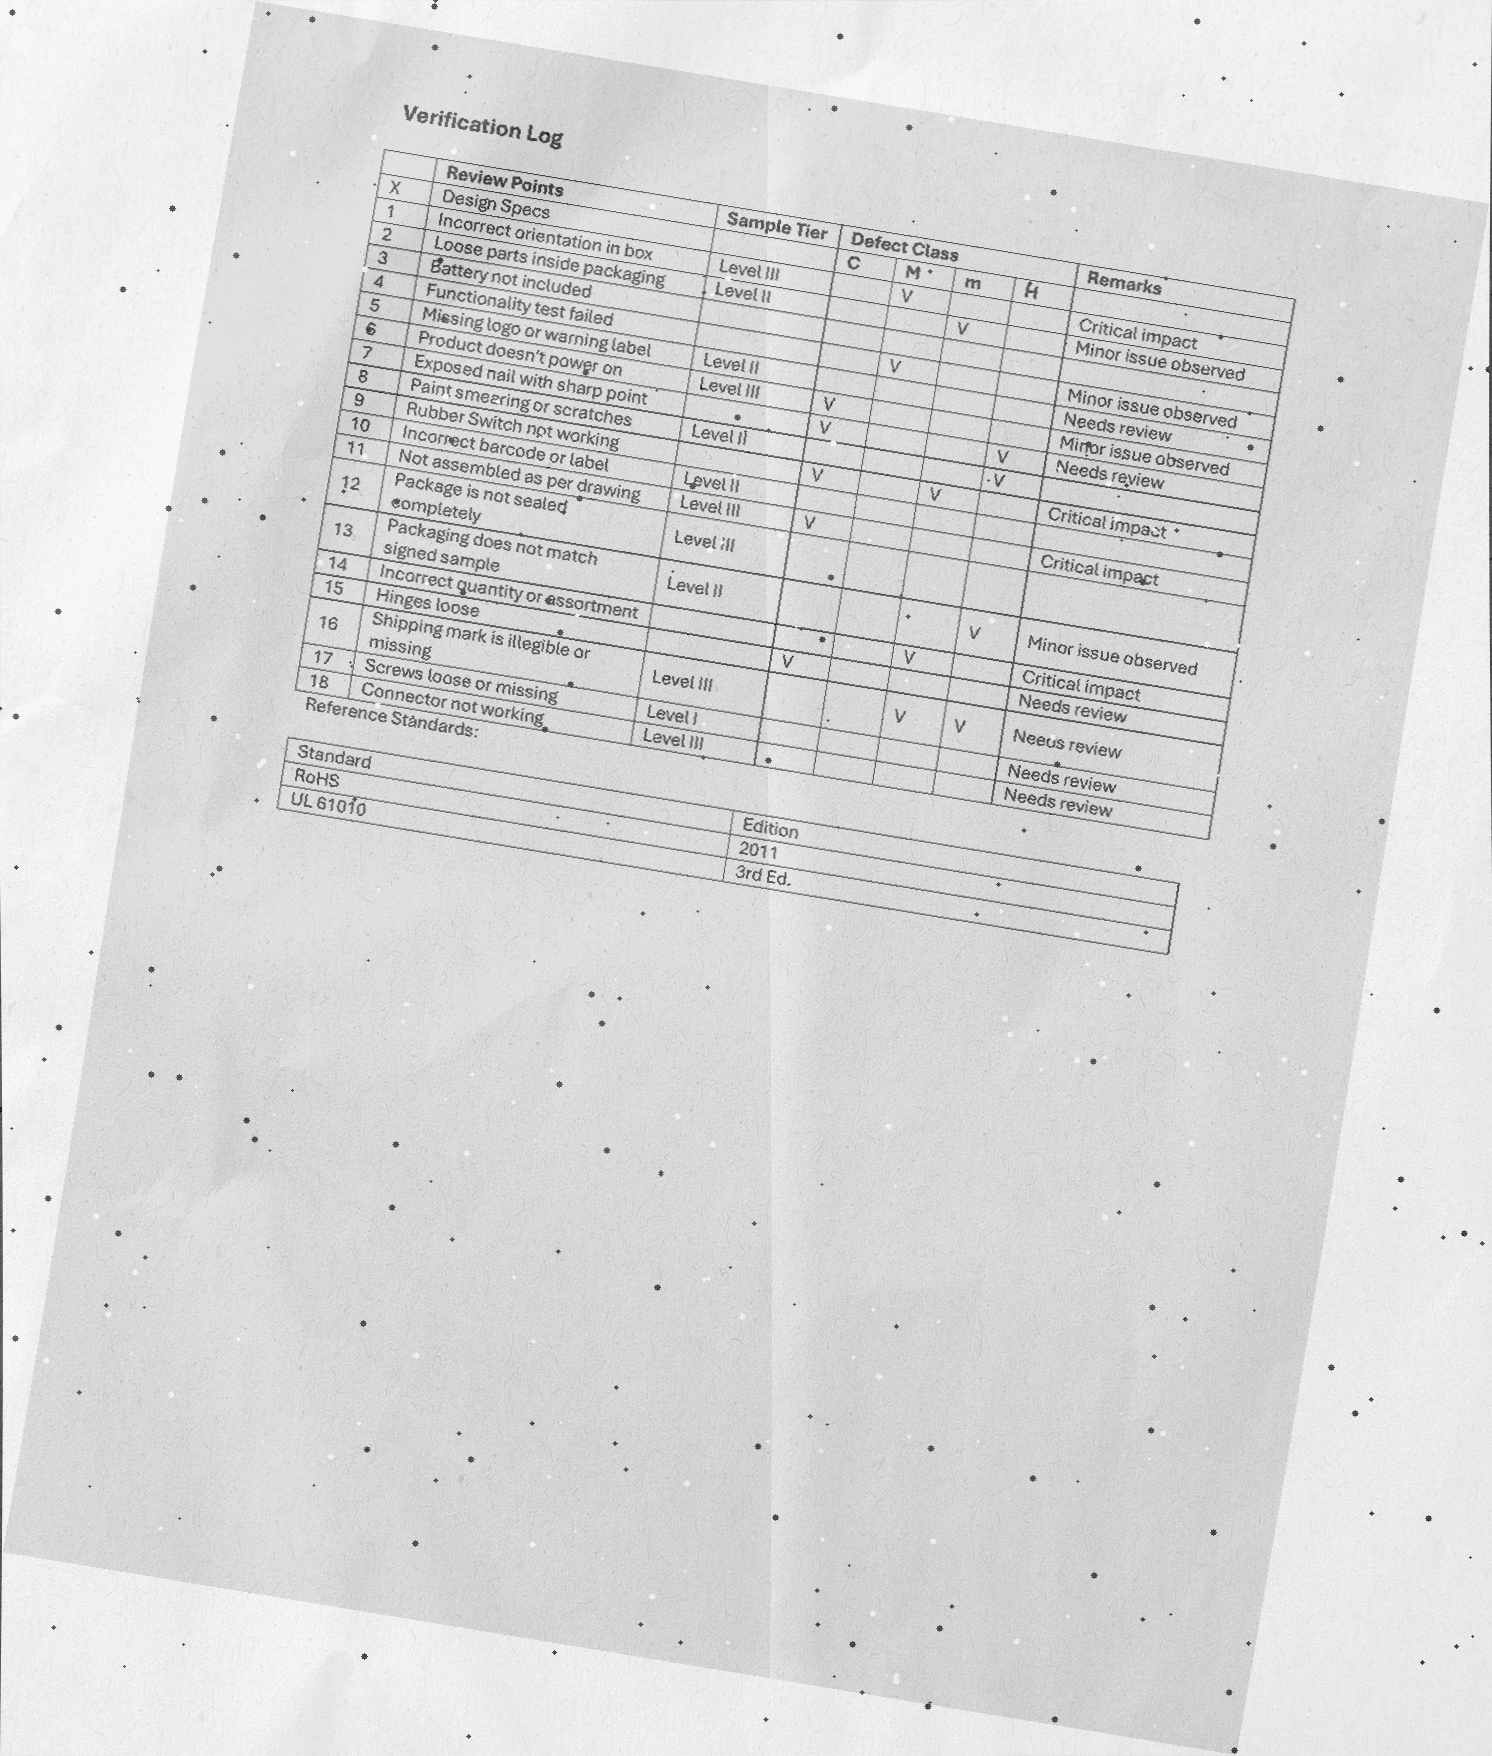 Verification Log
Review Points Sample Tier Defect Class Remarks
X Design Specs C M m H
1 Incorrect orientation in box Level III V Critical impact
2 Loose parts inside packaging Level II V Minor issue observed
3 Battery not included
4 Functionality test failed V Minor issue observed
5 Missing logo or warning label Level II Needs review
6 Product doesn't power on Level III V Minor issue observed
7 Exposed nail with sharp point V V Needs review
8 Paint smeering or scratches Level II V
9 Rubber Switch not working V V Critical impact
10 Incorrect barcode or label Level II
11 Not assembled as per drawing Level III V Critical impact
12 Package is not sealed
completely Level III
13 Packaging does not match
signed sample Level II V Minor issue observed
14 Incorrect quantity or assortment V Critical impact
15 Hinges loose V Needs review
16 Shipping mark is illegible or
missing Level III V V Needs review
17 Screws loose or missing Level I Needs review
18 Connector not working Level III Needs review
Reference Standards:
Standard Edition
RoHS 2011
UL 61010 3rd Ed.